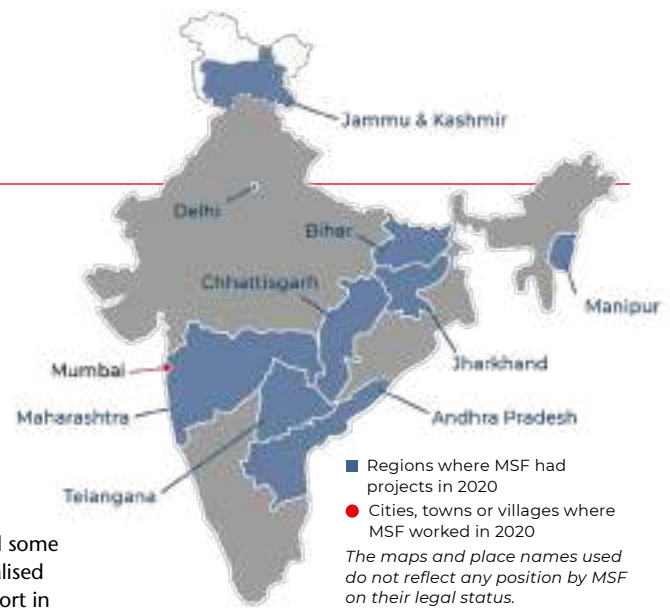 Jammu & Kashmir
Delhi
Bihar
Chhattisgarh
Manipur
Mumbai
Jharkhand
Maharashtra
Andhra Pradesh
Telangana
Regions where MSF had
projects in 2020
Cities, towns or villages where
MSF worked in 2020
The maps and place names used
do not reflect any position by MSF
on their legal status.
some
ort in